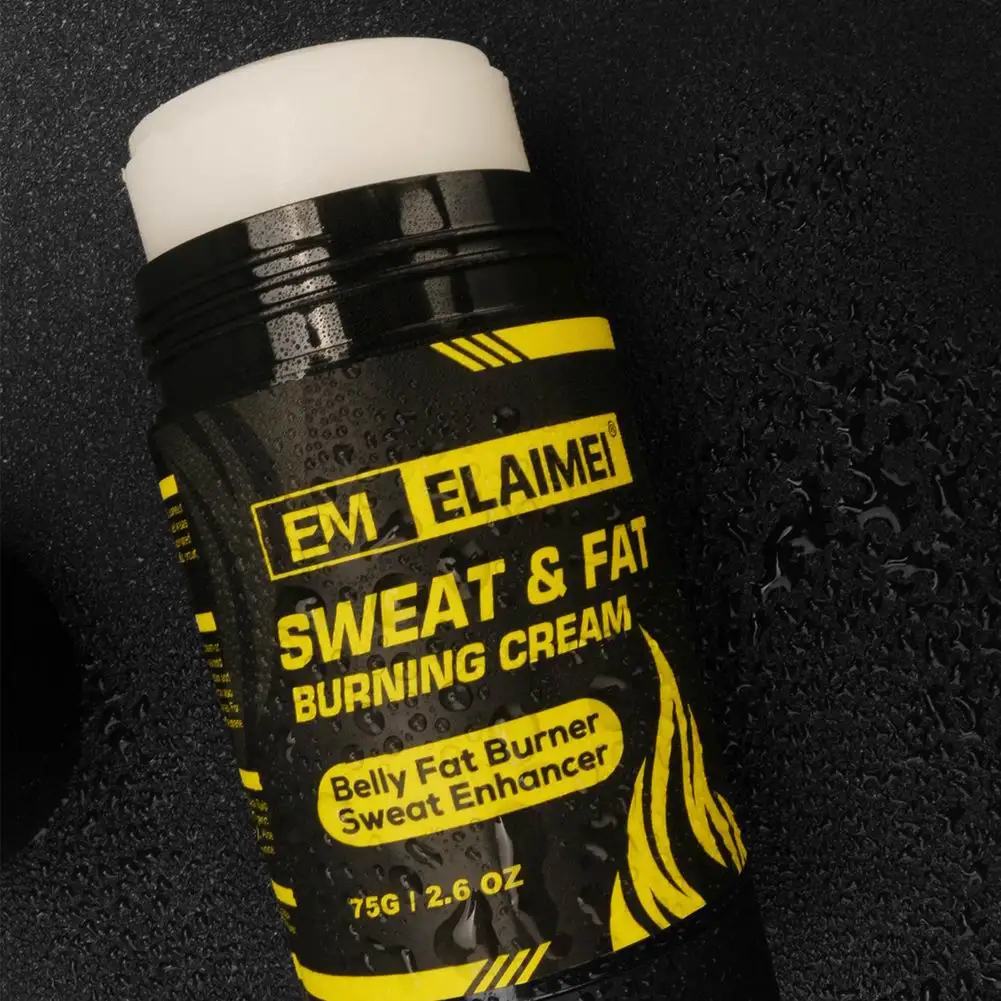 EM ELAIMEI®
SWEAT & FAT
BURNING CREAM
Belly Fat Burner
Sweat Enhancer
75G | 2.6 OZ